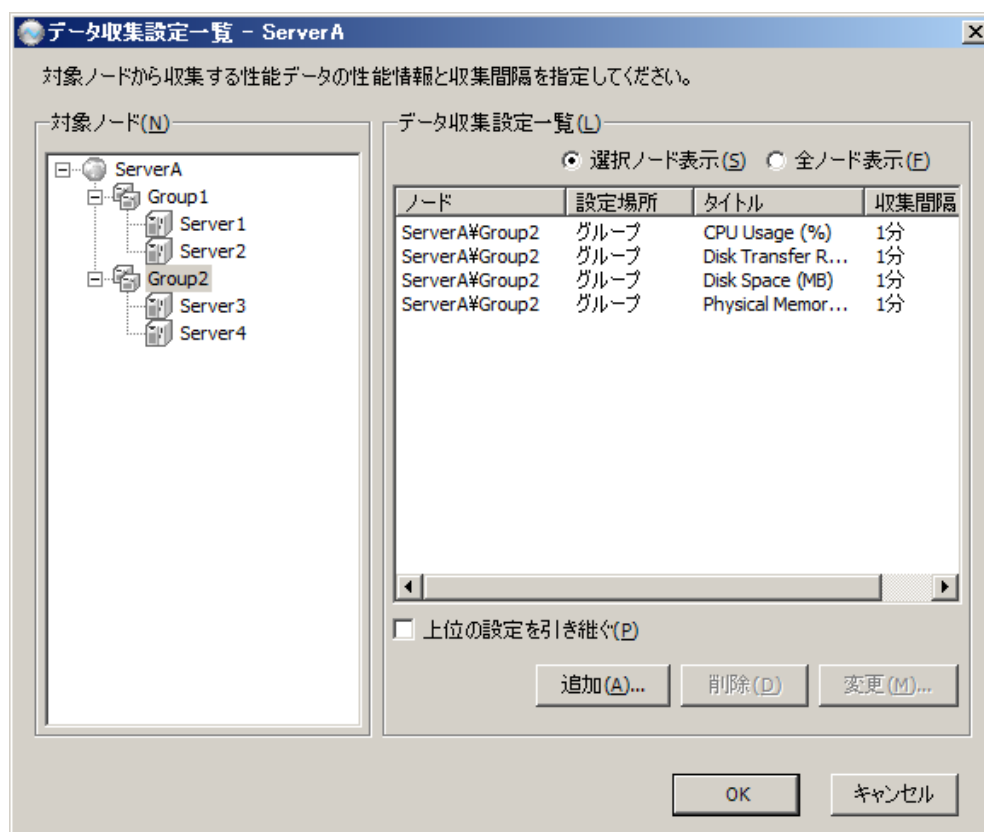 データ収集設定一覧 - ServerA
対象ノードから収集する性能データの性能情報と収集間隔を指定してください。
対象ノード(N)
ServerA
Group1
Server1
Server2
Group2
Server3
Server4
データ収集設定一覧(L)
選択ノード表示(S) 全ノード表示(F)
ノード 設定場所 タイトル 収集間隔
ServerA¥Group2 グループ CPU Usage (%) 1分
ServerA¥Group2 グループ Disk Transfer R... 1分
ServerA¥Group2 グループ Disk Space (MB) 1分
ServerA¥Group2 グループ Physical Memor... 1分
上位の設定を引き継ぐ(P)
追加(A)... 削除(D) 変更(M)...
OK キャンセル